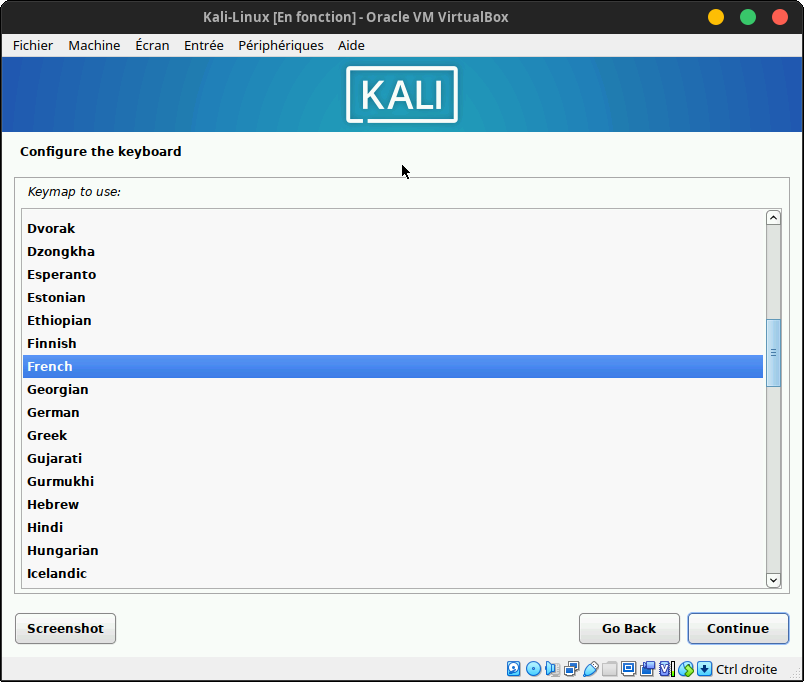 Kali-Linux [En fonction] - Oracle VM VirtualBox
Fichier Machine Écran Entrée Périphériques Aide
KALI
Configure the keyboard
Keymap to use:
Dvorak
Dzongkha
Esperanto
Estonian
Ethiopian
Finnish
French
Georgian
German
Greek
Gujarati
Gurmukhi
Hebrew
Hindi
Hungarian
Icelandic
Screenshot Go Back Continue
Ctrl droite